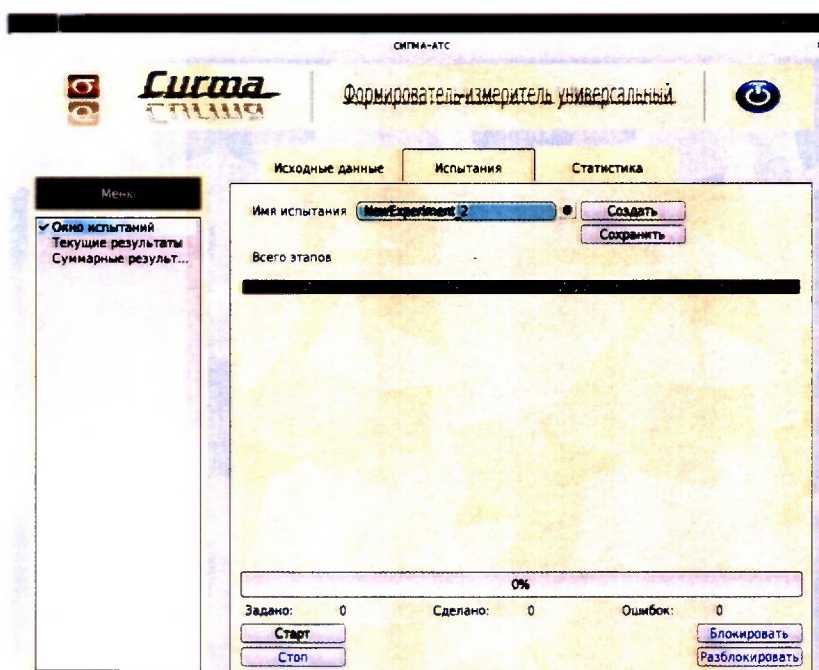 СИГМА-АТС
σ Сигма Формирователь-измеритель универсальный
Исходные данные Испытания Статистика
Меню
✓ Окно испытаний
Текущие результаты
Суммарные результ...
Имя испытания NewExperiment_2 Создать
Сохранить
Всего этапов -
0%
Задано: 0 Сделано: 0 Ошибок: 0
Старт Блокировать
Стоп Разблокировать